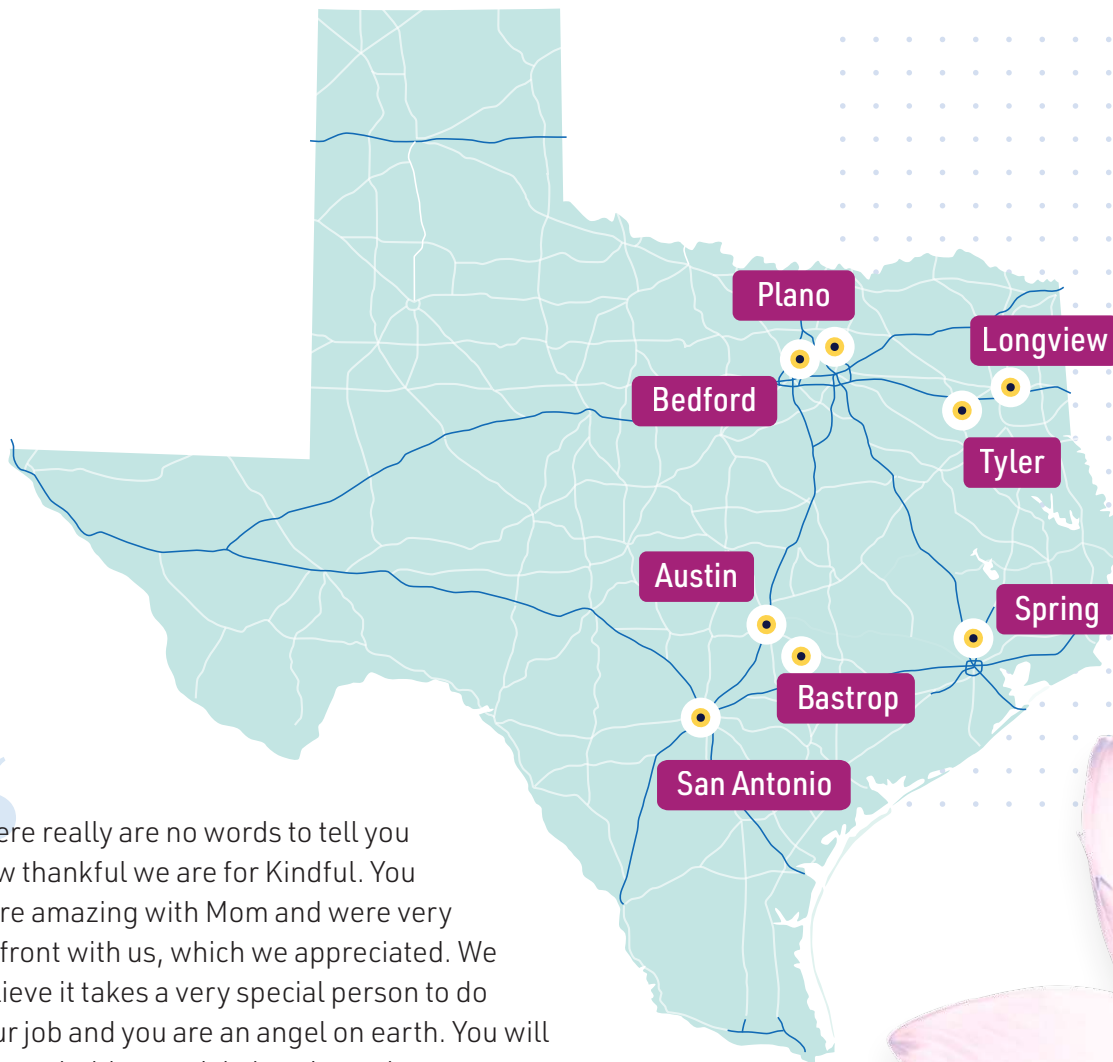 Plano
Longview
Bedford
Tyler
Austin
Spring
Bastrop
San Antonio
ere really are no words to tell you
w thankful we are for Kindful. You
re amazing with Mom and were very
front with us, which we appreciated. We
lieve it takes a very special person to do
ur job and you are an angel on earth. You will